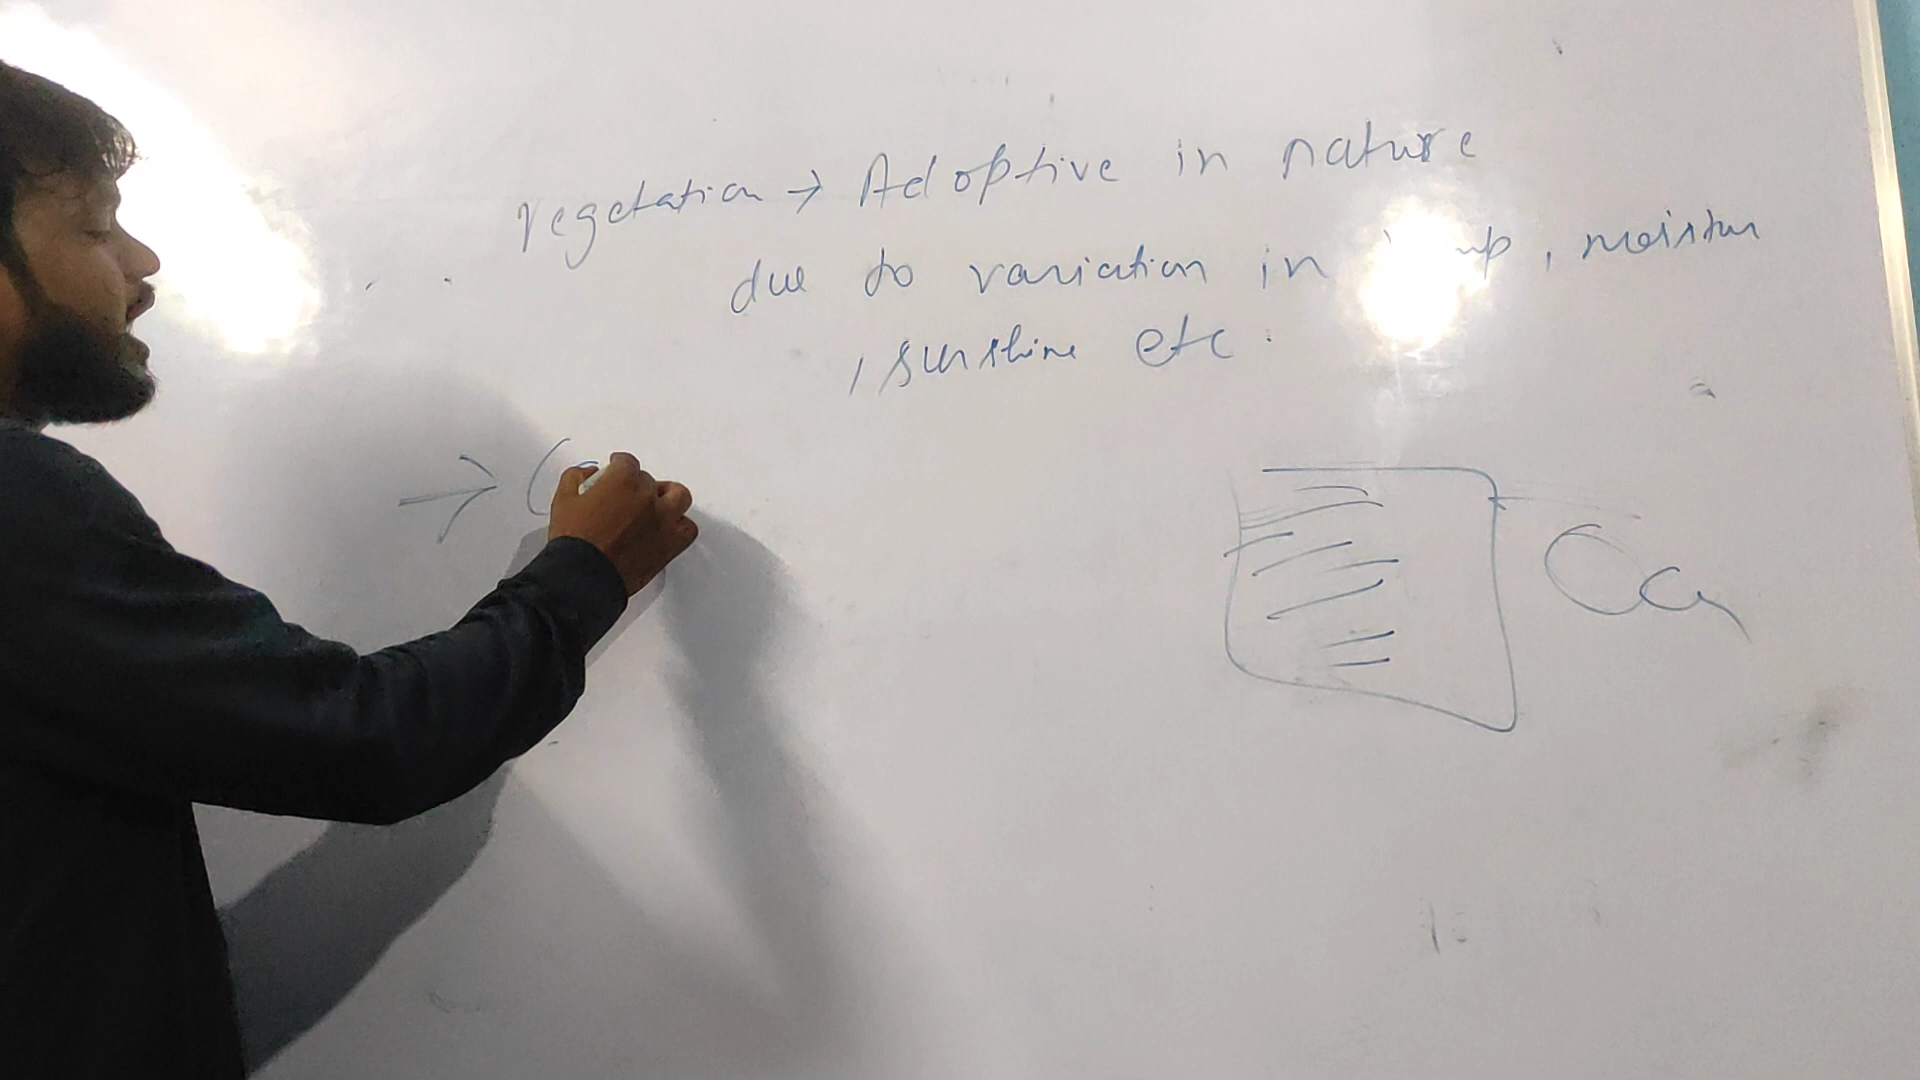 vegetation → Adoptive in nature
due to variation in , moistur
, sunshine etc.
→